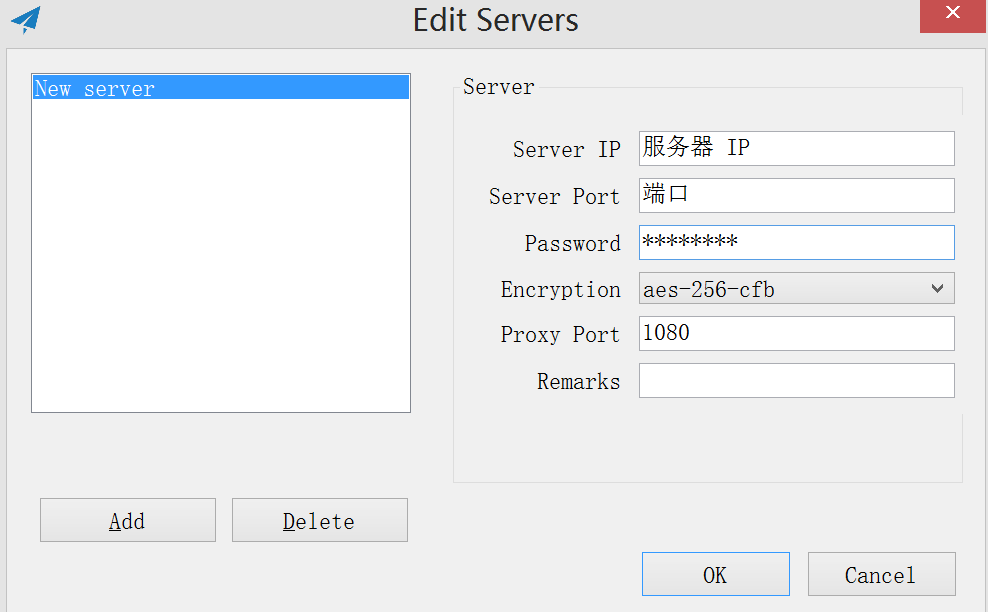 Edit Servers
New server
Server
Server IP 服务器 IP
Server Port 端口
Password ********
Encryption aes-256-cfb
Proxy Port 1080
Remarks
Add Delete
OK Cancel